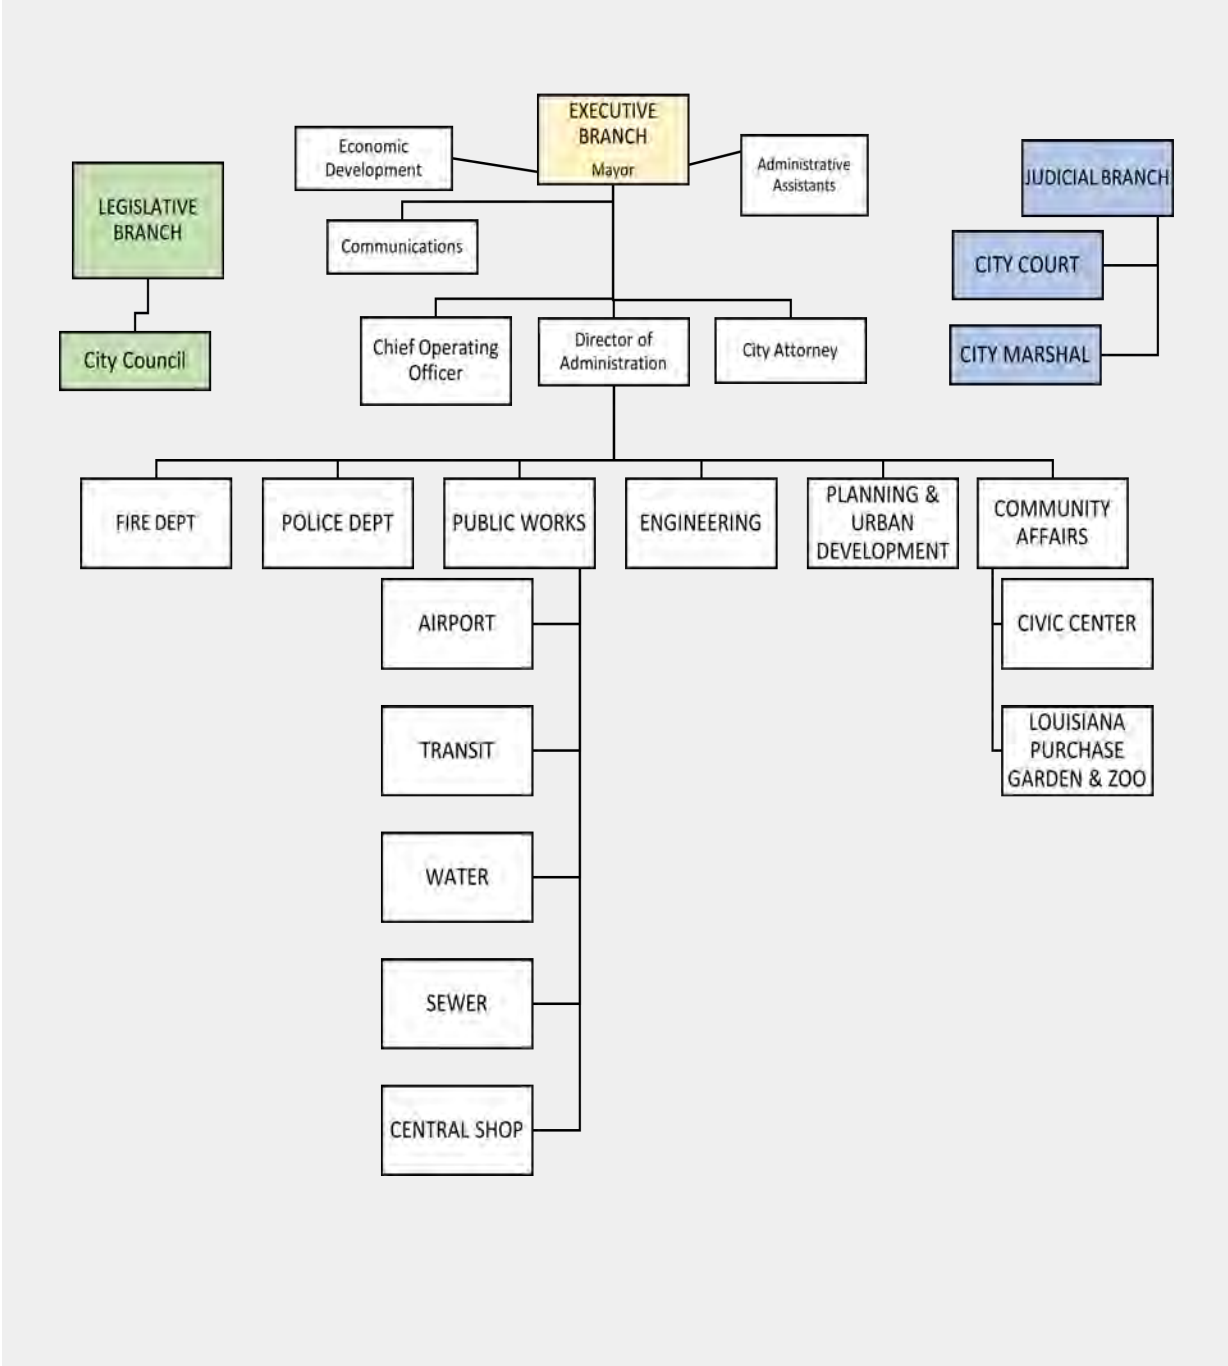 EXECUTIVE
BRANCH
Mayor
Economic
Development
Administrative
Assistants
Communications
LEGISLATIVE
BRANCH
City Council
JUDICIAL BRANCH
CITY COURT
CITY MARSHAL
Chief Operating
Officer
Director of
Administration
City Attorney
FIRE DEPT
POLICE DEPT
PUBLIC WORKS
ENGINEERING
PLANNING &
URBAN
DEVELOPMENT
COMMUNITY
AFFAIRS
AIRPORT
TRANSIT
WATER
SEWER
CENTRAL SHOP
CIVIC CENTER
LOUISIANA
PURCHASE
GARDEN & ZOO